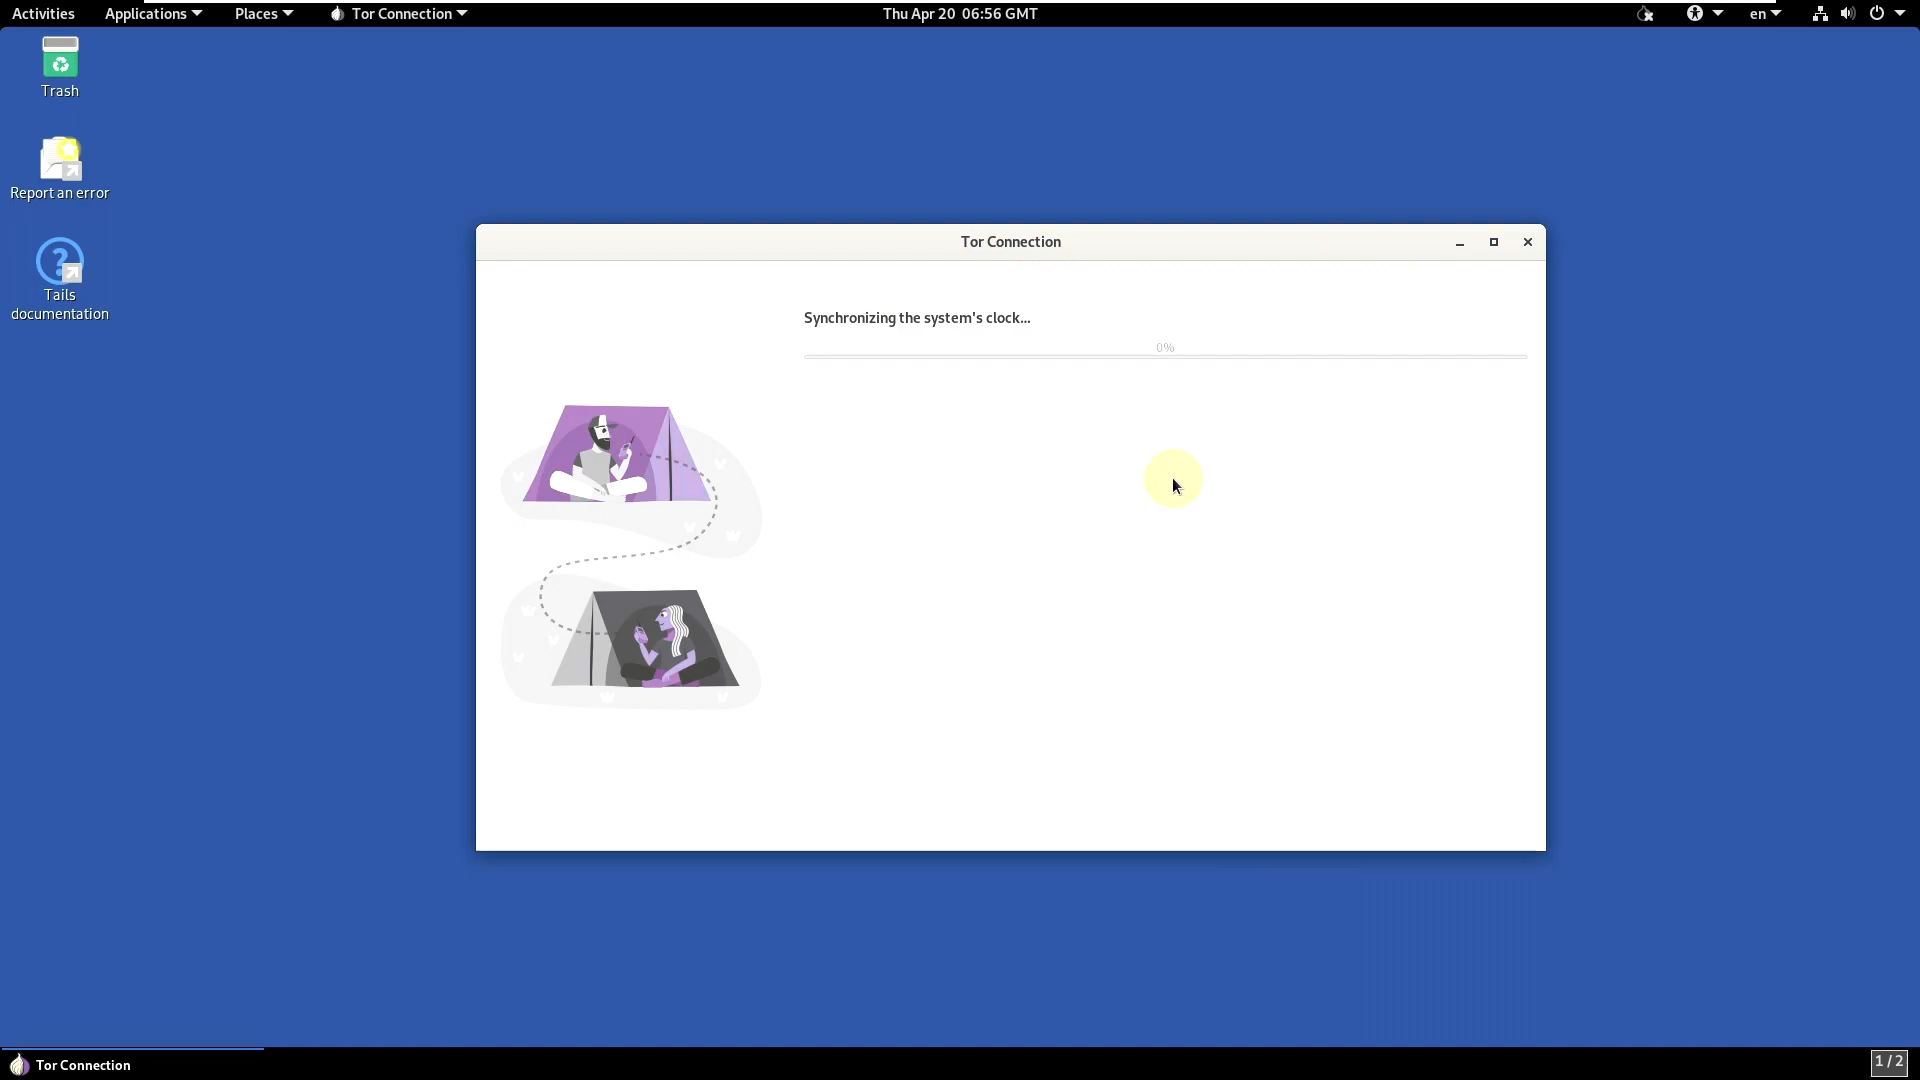 Activities Applications Places Tor Connection Thu Apr 20 06:56 GMT en
Trash
Report an error
Tails
documentation
Tor Connection
Synchronizing the system's clock...
0%
Tor Connection
1 / 2